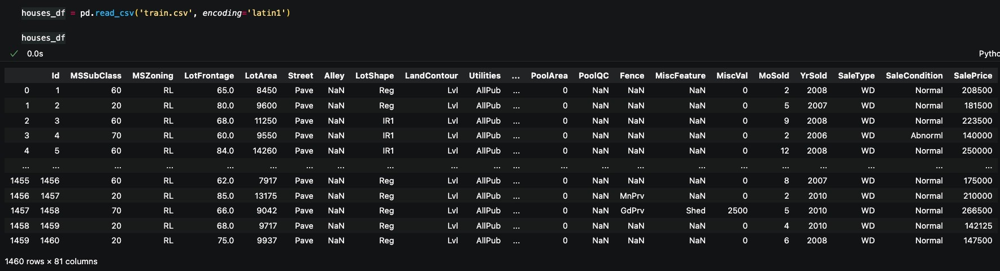 houses_df = pd.read_csv('train.csv', encoding='latin1')
houses_df
0.0s
Pytho
Id MSSubClass MSZoning LotFrontage LotArea Street Alley LotShape LandContour Utilities ... PoolArea PoolQC Fence MiscFeature MiscVal MoSold YrSold SaleType SaleCondition SalePrice
0 1 60 RL 65.0 8450 Pave NaN Reg Lvl AllPub ... 0 NaN NaN NaN 0 2 2008 WD Normal 208500
1 2 20 RL 80.0 9600 Pave NaN Reg Lvl AllPub ... 0 NaN NaN NaN 0 5 2007 WD Normal 181500
2 3 60 RL 68.0 11250 Pave NaN IR1 Lvl AllPub ... 0 NaN NaN NaN 0 9 2008 WD Normal 223500
3 4 70 RL 60.0 9550 Pave NaN IR1 Lvl AllPub ... 0 NaN NaN NaN 0 2 2006 WD Abnorml 140000
4 5 60 RL 84.0 14260 Pave NaN IR1 Lvl AllPub ... 0 NaN NaN NaN 0 12 2008 WD Normal 250000
... ... ... ... ... ... ... ... ... ... ... ... ... ... ... ... ... ... ... ... ... ...
1455 1456 60 RL 62.0 7917 Pave NaN Reg Lvl AllPub ... 0 NaN NaN NaN 0 8 2007 WD Normal 175000
1456 1457 20 RL 85.0 13175 Pave NaN Reg Lvl AllPub ... 0 NaN MnPrv NaN 0 2 2010 WD Normal 210000
1457 1458 70 RL 66.0 9042 Pave NaN Reg Lvl AllPub ... 0 NaN GdPrv Shed 2500 5 2010 WD Normal 266500
1458 1459 20 RL 68.0 9717 Pave NaN Reg Lvl AllPub ... 0 NaN NaN NaN 0 4 2010 WD Normal 142125
1459 1460 20 RL 75.0 9937 Pave NaN Reg Lvl AllPub ... 0 NaN NaN NaN 0 6 2008 WD Normal 147500
1460 rows × 81 columns